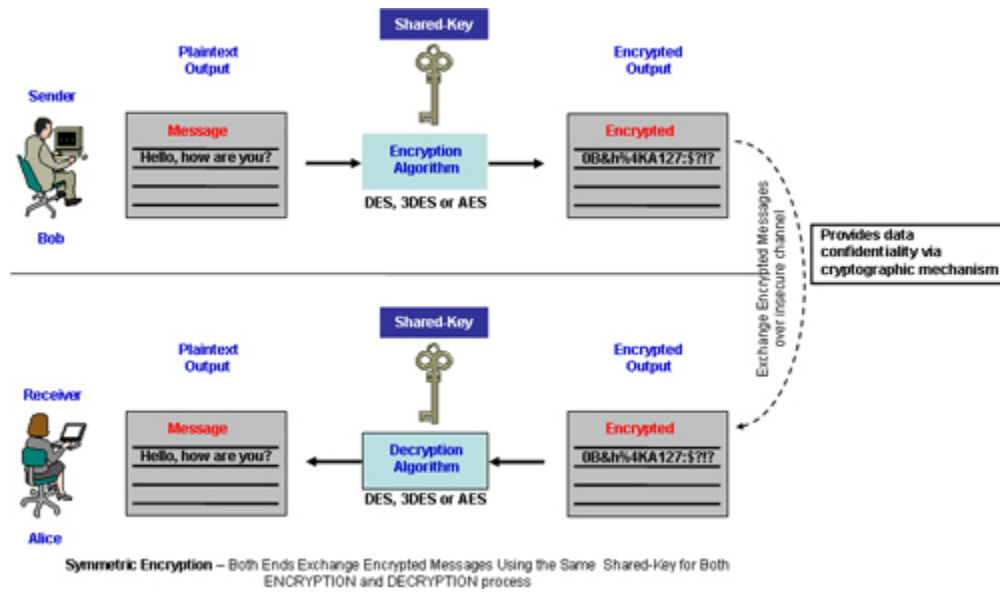 Shared-Key
Plaintext
Output
Encrypted
Output
Sender
Message
Hello, how are you?
Encryption
Algorithm
DES, 3DES or AES
Encrypted
0B&h%4KA127:$?!?
Bob
Exchange Encrypted Messages
over insecure channel
Provides data
confidentiality via
cryptographic mechanism
Shared-Key
Plaintext
Output
Encrypted
Output
Receiver
Message
Hello, how are you?
Decryption
Algorithm
DES, 3DES or AES
Encrypted
0B&h%4KA127:$?!?
Alice
Symmetric Encryption – Both Ends Exchange Encrypted Messages Using the Same Shared-Key for Both
ENCRYPTION and DECRYPTION process